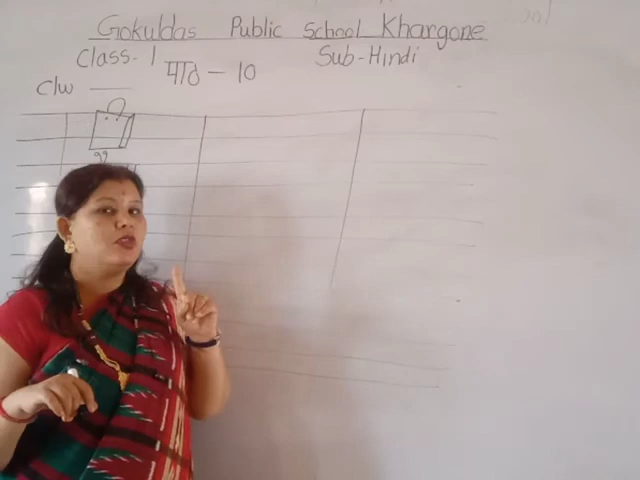 Gokuldas Public School Khargone
Class-1 Sub-Hindi
पाठ - 10
C/w